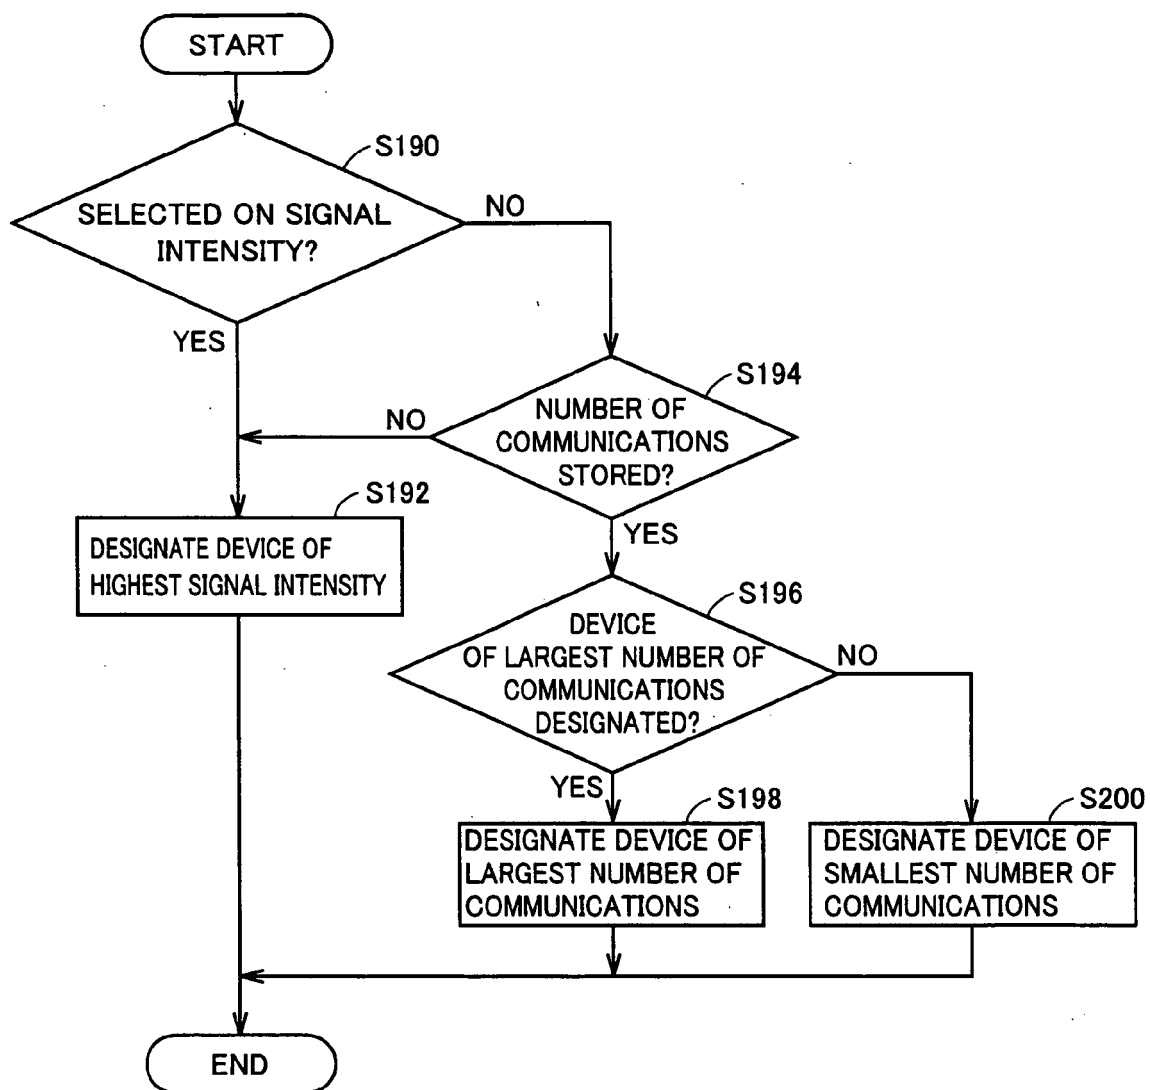 START
S190
SELECTED ON SIGNAL
INTENSITY?
NO
YES
S194
NUMBER OF
COMMUNICATIONS
STORED?
NO
YES
S192
DESIGNATE DEVICE OF
HIGHEST SIGNAL INTENSITY
S196
DEVICE
OF LARGEST NUMBER OF
COMMUNICATIONS
DESIGNATED?
NO
YES
S198
DESIGNATE DEVICE OF
LARGEST NUMBER OF
COMMUNICATIONS
S200
DESIGNATE DEVICE OF
SMALLEST NUMBER OF
COMMUNICATIONS
END